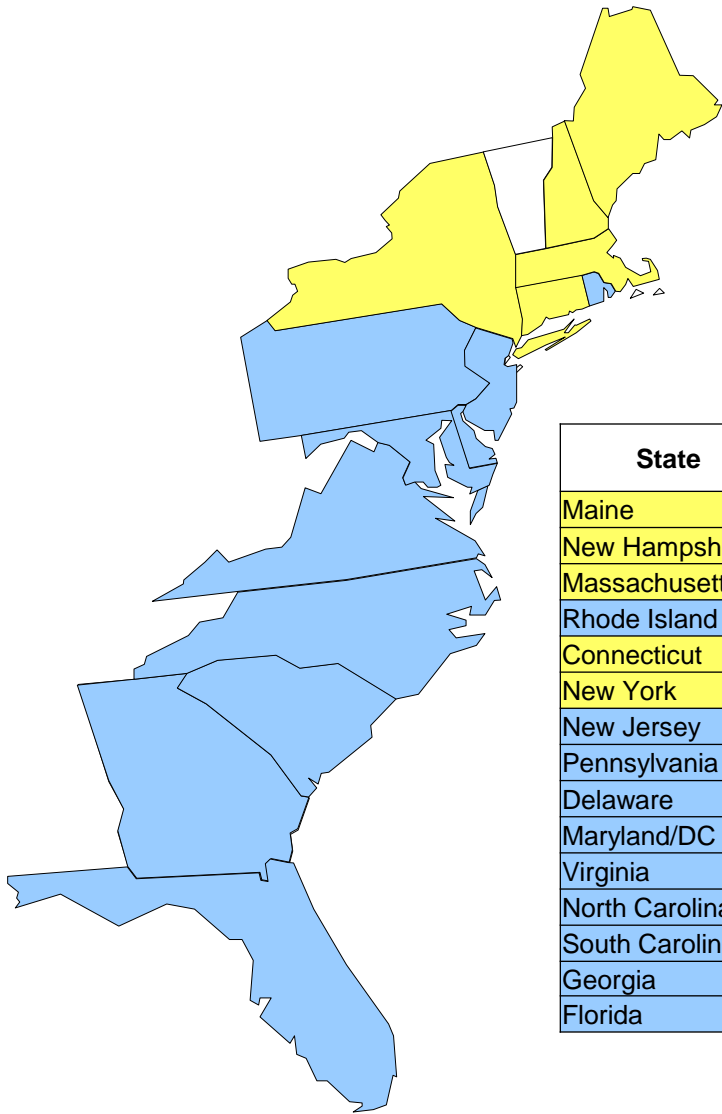 State
Maine
New Hampsh
Massachusett
Rhode Island
Connecticut
New York
New Jersey
Pennsylvania
Delaware
Maryland/DC
Virginia
North Carolina
South Carolin
Georgia
Florida